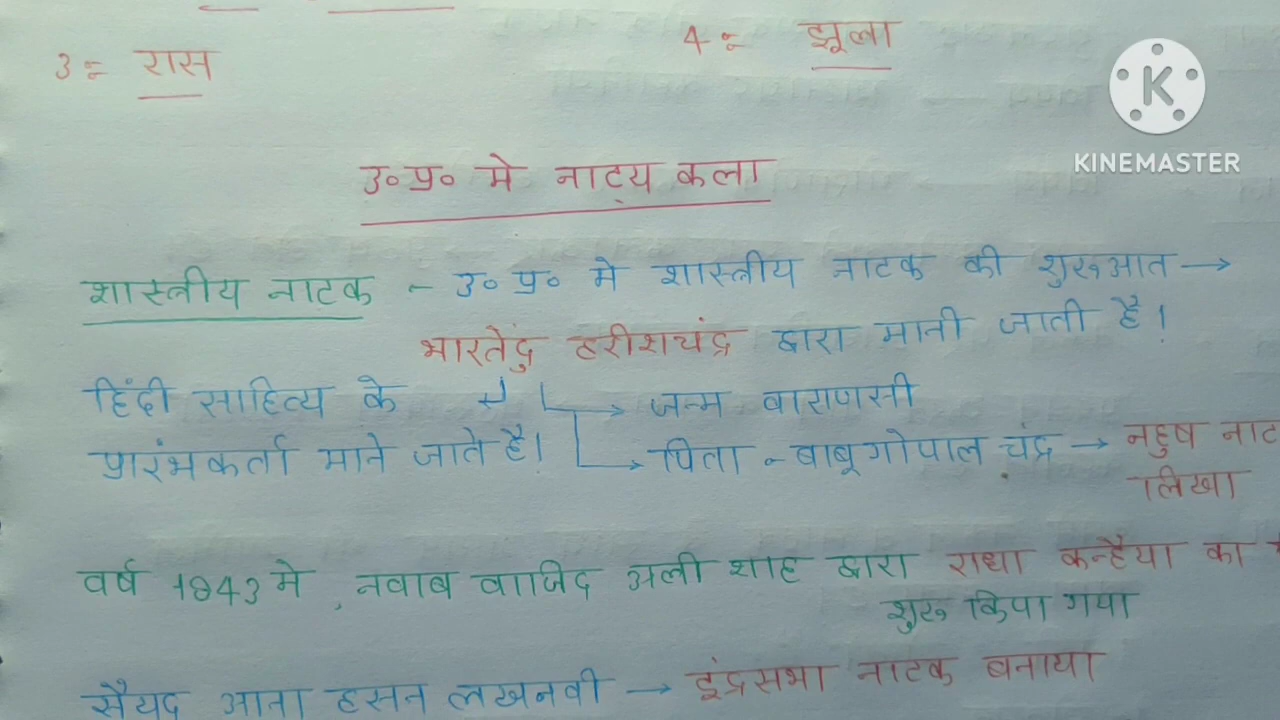 3 = रास
4 = झूला
K
KINEMASTER
उ॰प्र॰ मे नाट्य कला
शास्त्रीय नाटक - उ॰ प्र॰ मे शास्त्रीय नाटक की शुरुआत →
भारतेंदु हरीशचंद्र द्वारा मानी जाती है।
हिंदी साहित्य के ↲ → जन्म वाराणसी
प्रारंभकर्ता माने जाते है। → पिता - बाबू गोपाल चंद्र → नहुष नाट
लिखा
वर्ष 1843 मे , नवाब वाजिद अली शाह द्वारा राधा कन्हैया का
शुरु किया गया
सैयद आगा हसन लखनवी → इंद्रसभा नाटक बनाया